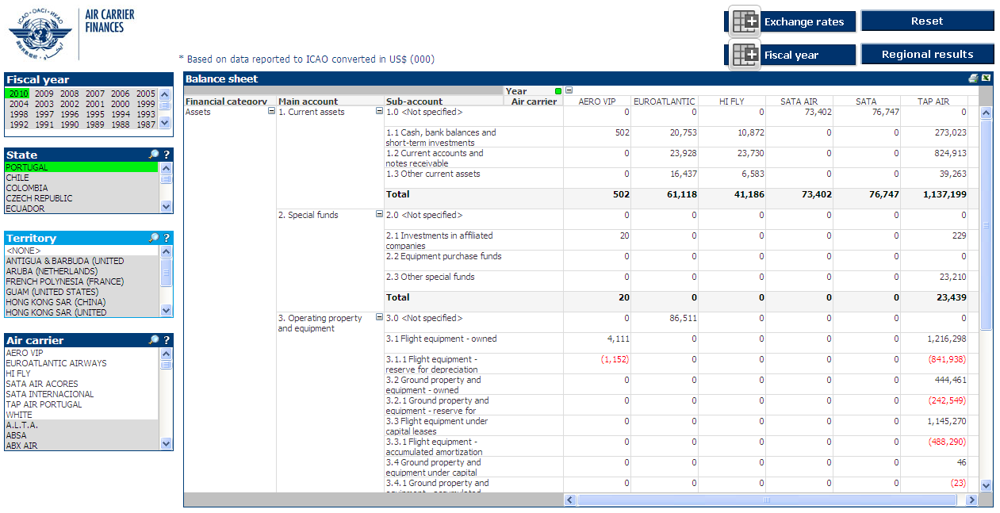 ICAO · OACI · ИКАО
AIR CARRIER
FINANCES
* Based on data reported to ICAO converted in US$ (000)
Exchange rates
Reset
Fiscal year
Regional results
Fiscal year
2010 2009 2008 2007 2006 2005
2004 2003 2002 2001 2000 1999
1998 1997 1996 1995 1994 1993
1992 1991 1990 1989 1988 1987
State ?
PORTUGAL
CHILE
COLOMBIA
CZECH REPUBLIC
ECUADOR
Territory ?
<NONE>
ANTIGUA & BARBUDA (UNITED
ARUBA (NETHERLANDS)
FRENCH POLYNESIA (FRANCE)
GUAM (UNITED STATES)
HONG KONG SAR (CHINA)
HONG KONG SAR (UNITED
Air carrier ?
AERO VIP
EUROATLANTIC AIRWAYS
HI FLY
SATA AIR ACORES
SATA INTERNACIONAL
TAP AIR PORTUGAL
WHITE
A.L.T.A.
ABSA
ABX AIR
Balance sheet
Year
Financial category Main account Sub-account Air carrier AERO VIP EUROATLANTIC HI FLY SATA AIR SATA TAP AIR
Assets 1. Current assets 1.0 <Not specified> 0 0 0 73,402 76,747 0
1.1 Cash, bank balances and 502 20,753 10,872 0 0 273,023
short-term investments
1.2 Current accounts and 0 23,928 23,730 0 0 824,913
notes receivable
1.3 Other current assets 0 16,437 6,583 0 0 39,263
Total 502 61,118 41,186 73,402 76,747 1,137,199
2. Special funds 2.0 <Not specified> 0 0 0 0 0 0
2.1 Investments in affiliated 20 0 0 0 0 229
companies
2.2 Equipment purchase funds 0 0 0 0 0 0
2.3 Other special funds 0 0 0 0 0 23,210
Total 20 0 0 0 0 23,439
3. Operating property 3.0 <Not specified> 0 86,511 0 0 0 0
and equipment
3.1 Flight equipment - owned 4,111 0 0 0 0 1,216,298
3.1.1 Flight equipment - (1,152) 0 0 0 0 (841,938)
reserve for depreciation
3.2 Ground property and 0 0 0 0 0 444,461
equipment - owned
3.2.1 Ground property and 0 0 0 0 0 (242,549)
equipment - reserve for
3.3 Flight equipment under 0 0 0 0 0 1,145,270
capital leases
3.3.1 Flight equipment - 0 0 0 0 0 (488,290)
accumulated amortization
3.4 Ground property and 0 0 0 0 0 46
equipment under capital
3.4.1 Ground property and 0 0 0 0 0 (23)
equipment - accumulated